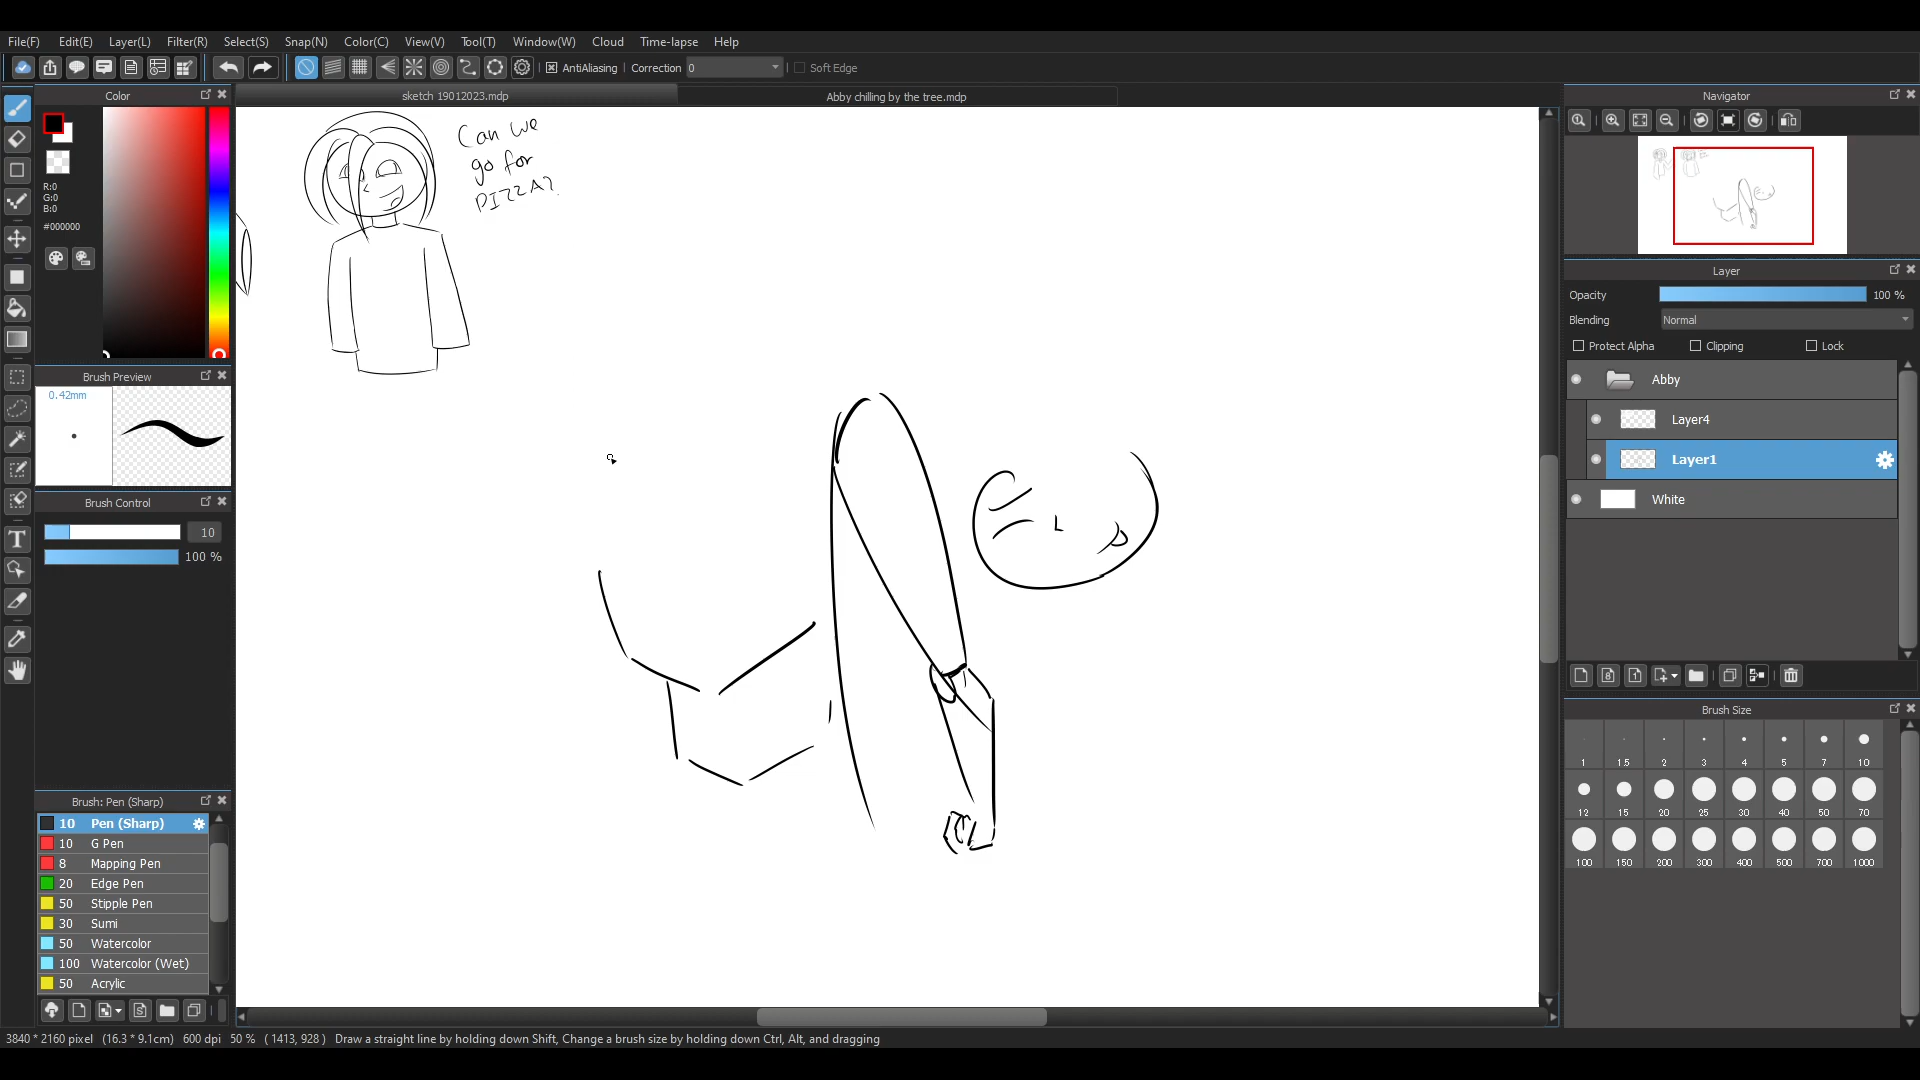 File(F) Edit(E) Layer(L) Filter(R) Select(S) Snap(N) Color(C) View(V) Tool(T) Window(W) Cloud Time-lapse Help
AntiAliasing Correction 0 Soft Edge
Color
sketch 19012023.mdp
Abby chilling by the tree.mdp
R:0
G:0
B:0
#000000
Brush Preview
0.42mm
Brush Control
10
100 %
Brush: Pen (Sharp)
10 Pen (Sharp)
10 G Pen
8 Mapping Pen
20 Edge Pen
50 Stipple Pen
30 Sumi
50 Watercolor
100 Watercolor (Wet)
50 Acrylic
Can we
go for
PIZZA?
Navigator
Layer
Opacity 100 %
Blending Normal
Protect Alpha Clipping Lock
Abby
Layer4
Layer1
White
Brush Size
1 1.5 2 3 4 5 7 10
12 15 20 25 30 40 50 70
100 150 200 300 400 500 700 1000
3840 * 2160 pixel (16.3 * 9.1cm) 600 dpi 50 % ( 1413, 928 ) Draw a straight line by holding down Shift, Change a brush size by holding down Ctrl, Alt, and dragging